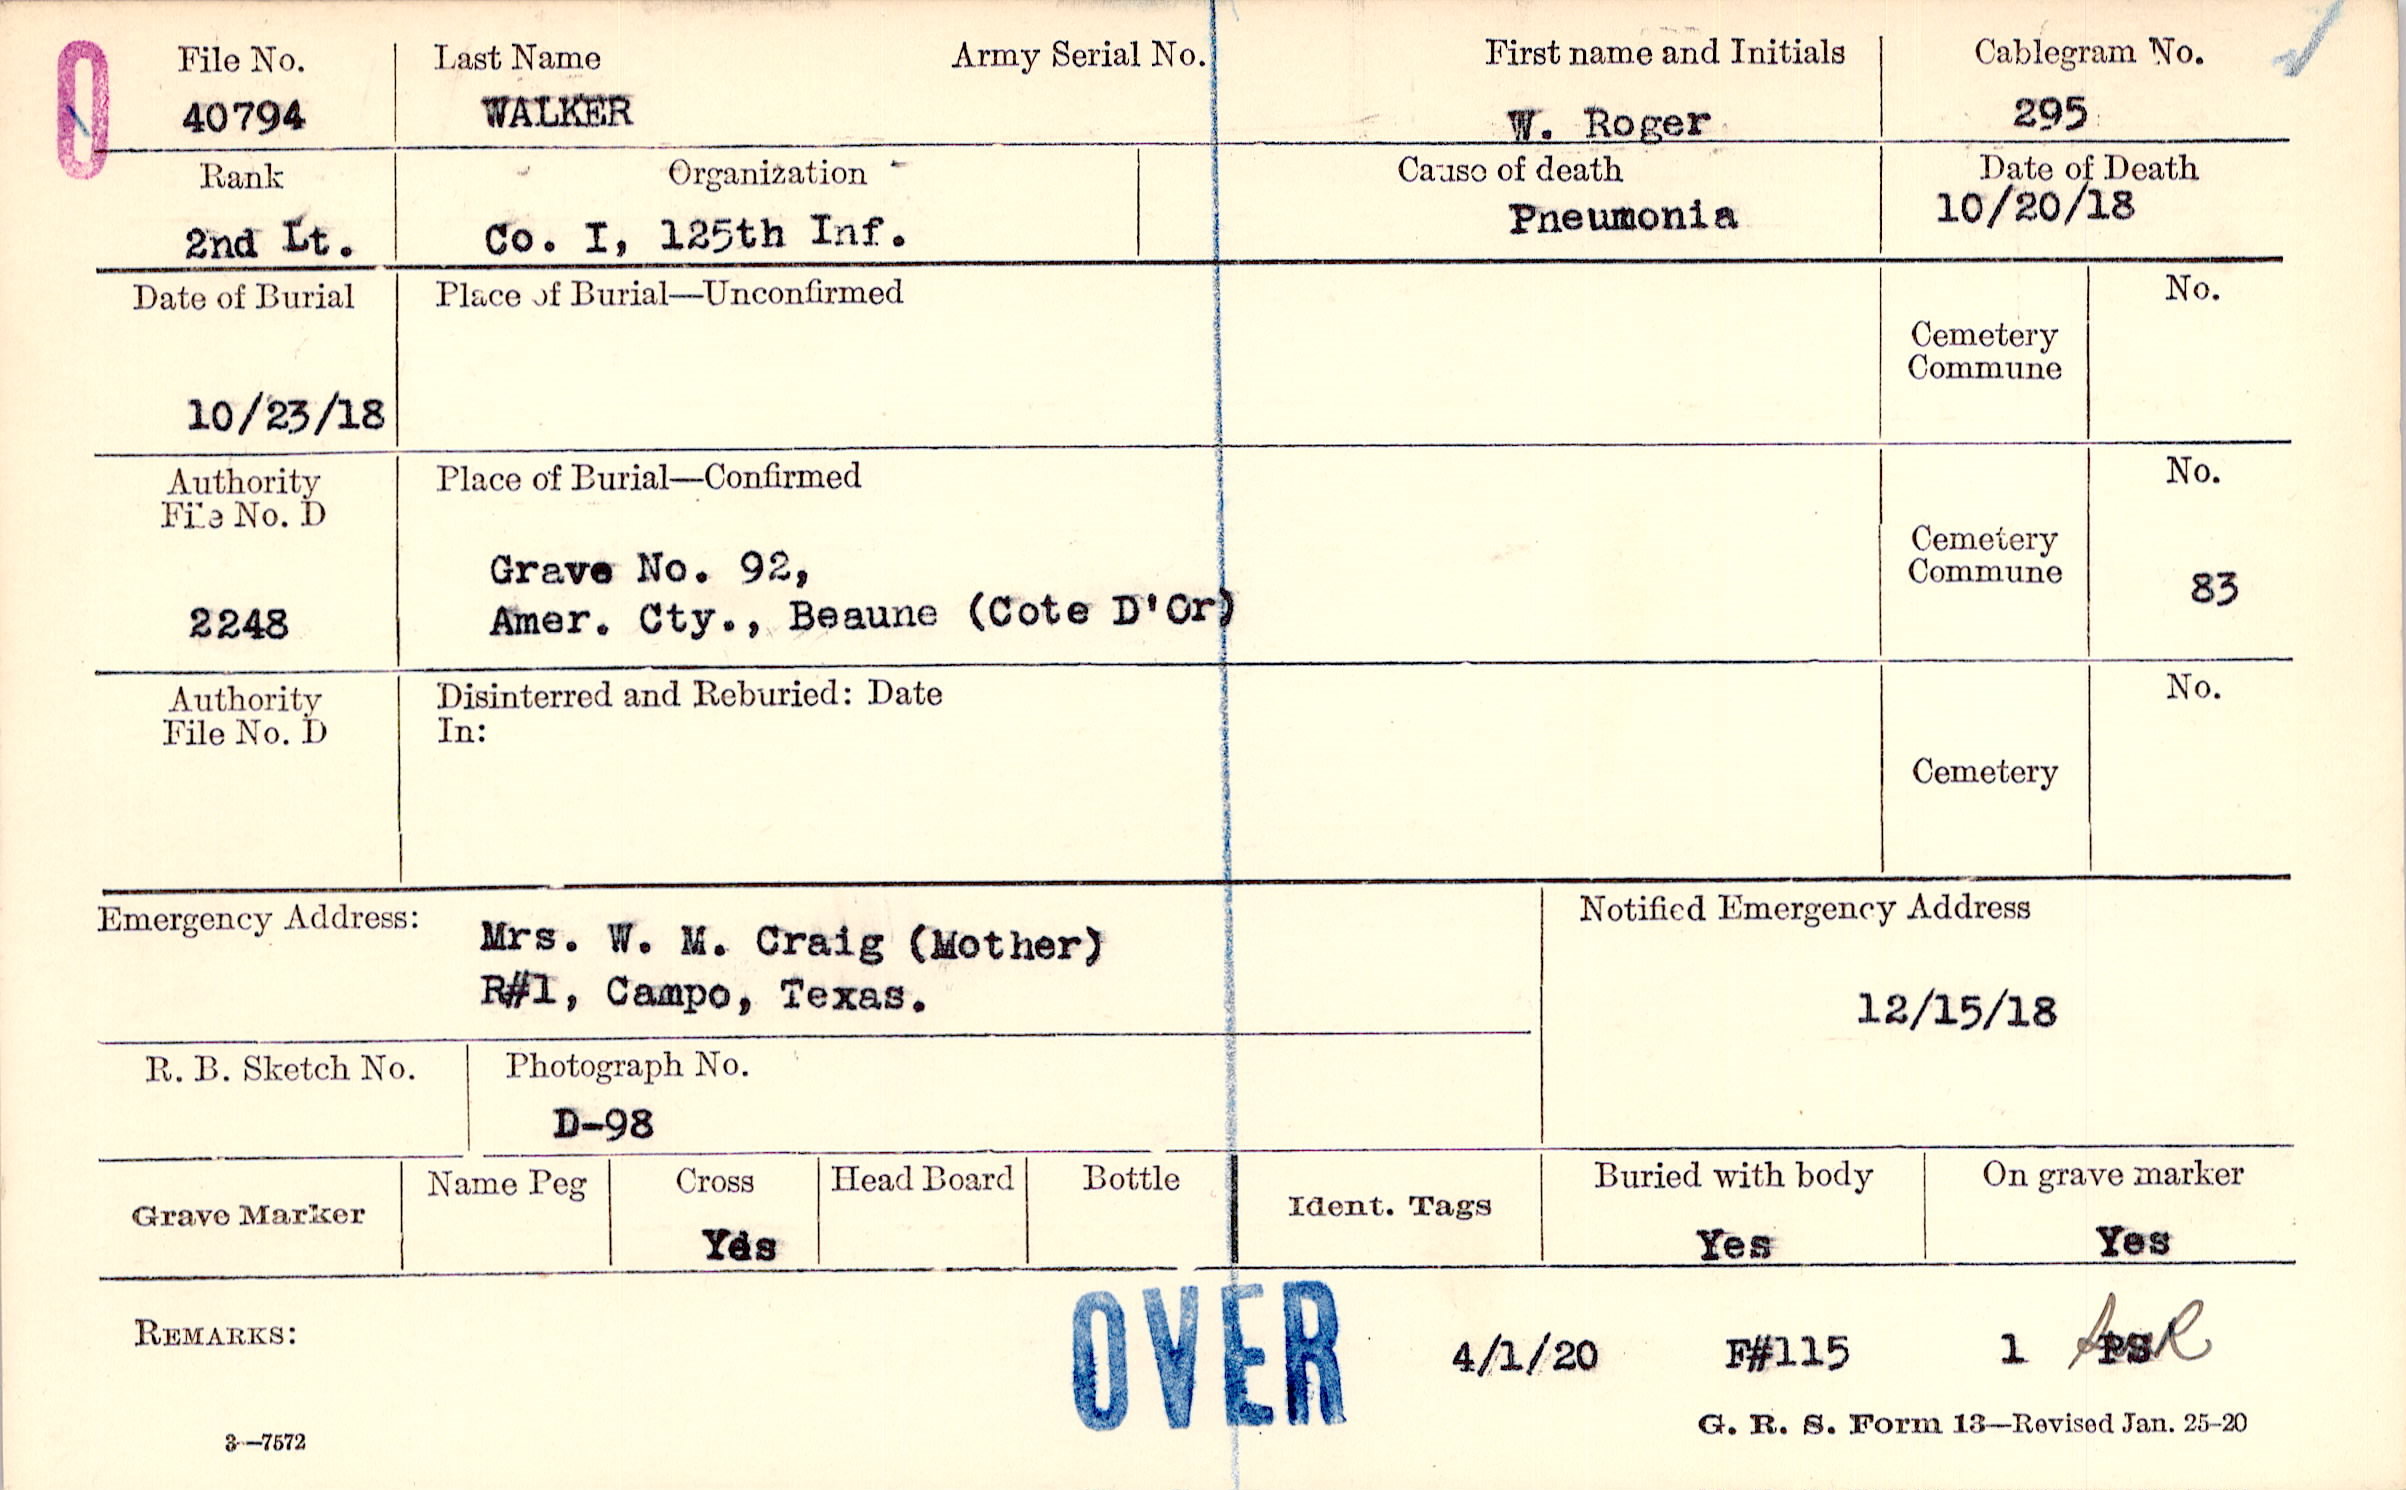 File No. Last Name Army Serial No. First name and Initials Cablegram No.
40794 WALKER W. Roger 295
Rank Organization Cause of death Date of Death
2nd Lt. Co. I, 125th Inf. Pneumonia 10/20/18
Date of Burial Place of Burial—Unconfirmed No.
Cemetery
Commune
10/23/18
Authority Place of Burial—Confirmed No.
File No. D
Cemetery
Commune 83
Grave No. 92,
2248 Amer. Cty., Beaune (Cote D'Or)
Authority Disinterred and Reburied: Date No.
File No. D In:
Cemetery
Emergency Address: Mrs. W. M. Craig (Mother) Notified Emergency Address
R#1, Campo, Texas. 12/15/18
R. B. Sketch No. Photograph No.
D-98
Grave Marker Name Peg Cross Head Board Bottle Ident. Tags Buried with body On grave marker
Yes Yes Yes
OVER
REMARKS: 4/1/20 F#115 1 PS
3—7572 G. R. S. Form 13—Revised Jan. 25-20